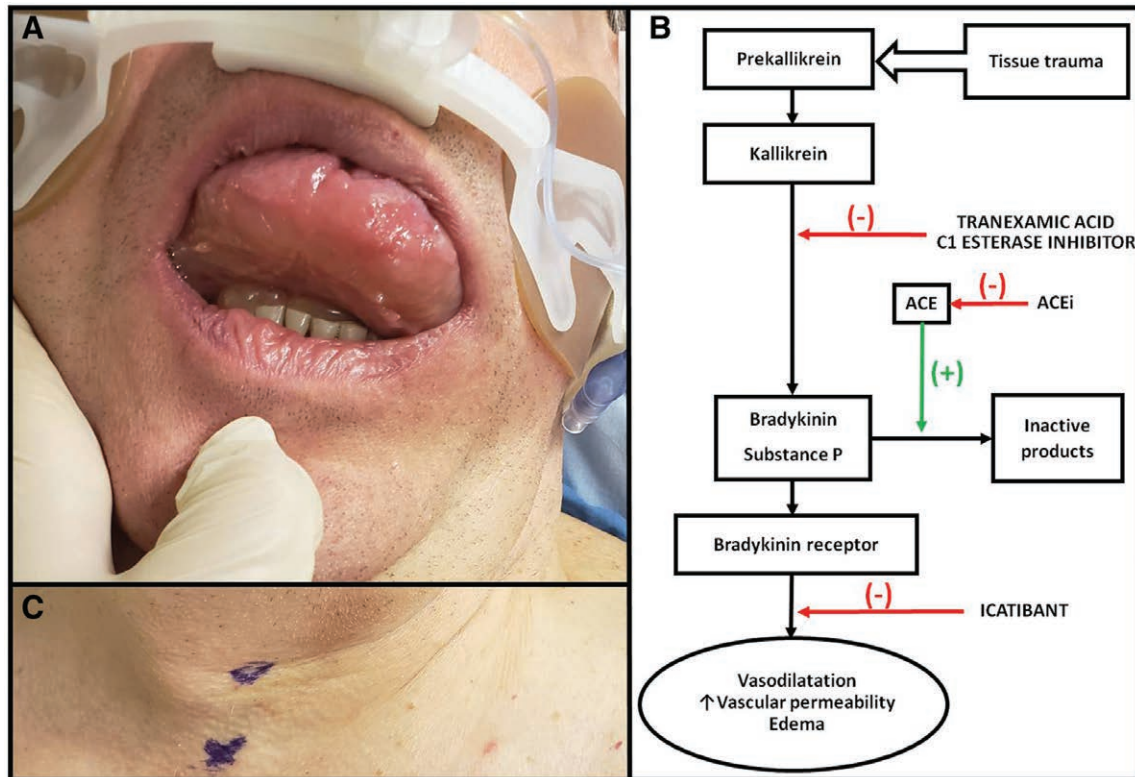 A
B
Prekallikrein
Tissue trauma
Kallikrein
(-)
TRANEXAMIC ACID
C1 ESTERASE INHIBITOR
ACE
(-)
ACEi
(+)
Bradykinin
Substance P
Inactive
products
Bradykinin receptor
(-)
ICATIBANT
Vasodilatation
↑Vascular permeability
Edema
C